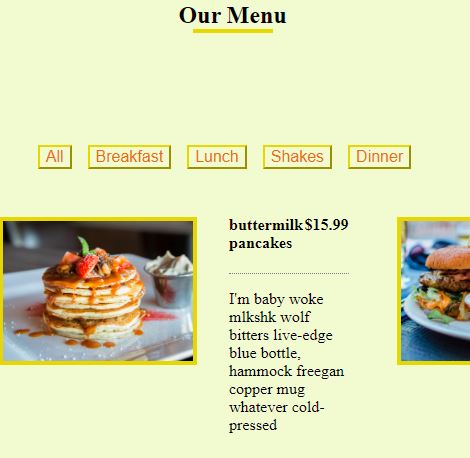 Our Menu
All Breakfast Lunch Shakes Dinner
buttermilk $15.99
pancakes
I'm baby woke
mlkshk wolf
bitters live-edge
blue bottle,
hammock freegan
copper mug
whatever cold-
pressed